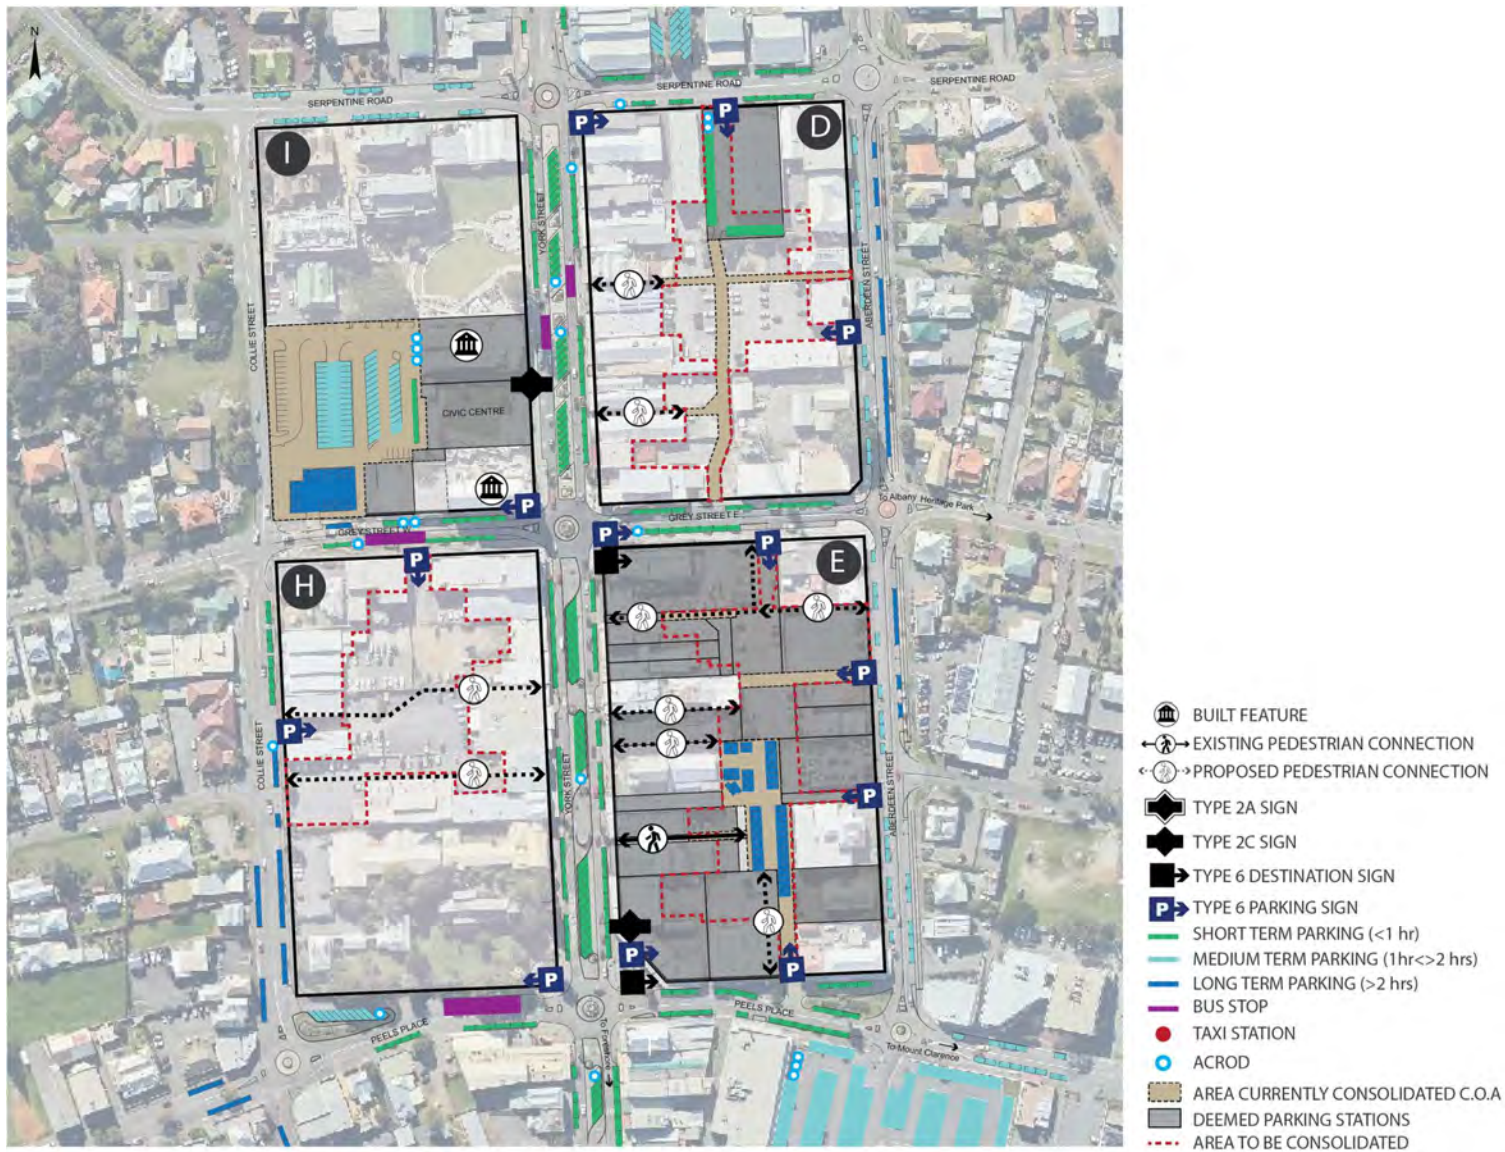 N
SERPENTINE ROAD
SERPENTINE ROAD
SERPENTINE ROAD
P
P
I
D
YORK STREET
ABERDEEN STREET
COLLIE STREET
P
CIVIC CENTRE
P
To Albany Heritage Park
GREY STREET W
GREY STREET E
P
P
P
H
E
P
P
COLLIE STREET
YORK STREET
P
ABERDEEN STREET
P
P
P
PEELS PLACE
PEELS PLACE
To Foreshore
To Mount Clarence
BUILT FEATURE
EXISTING PEDESTRIAN CONNECTION
PROPOSED PEDESTRIAN CONNECTION
TYPE 2A SIGN
TYPE 2C SIGN
TYPE 6 DESTINATION SIGN
P TYPE 6 PARKING SIGN
SHORT TERM PARKING (<1 hr)
MEDIUM TERM PARKING (1hr<>2 hrs)
LONG TERM PARKING (>2 hrs)
BUS STOP
TAXI STATION
ACROD
AREA CURRENTLY CONSOLIDATED C.O.A
DEEMED PARKING STATIONS
AREA TO BE CONSOLIDATED